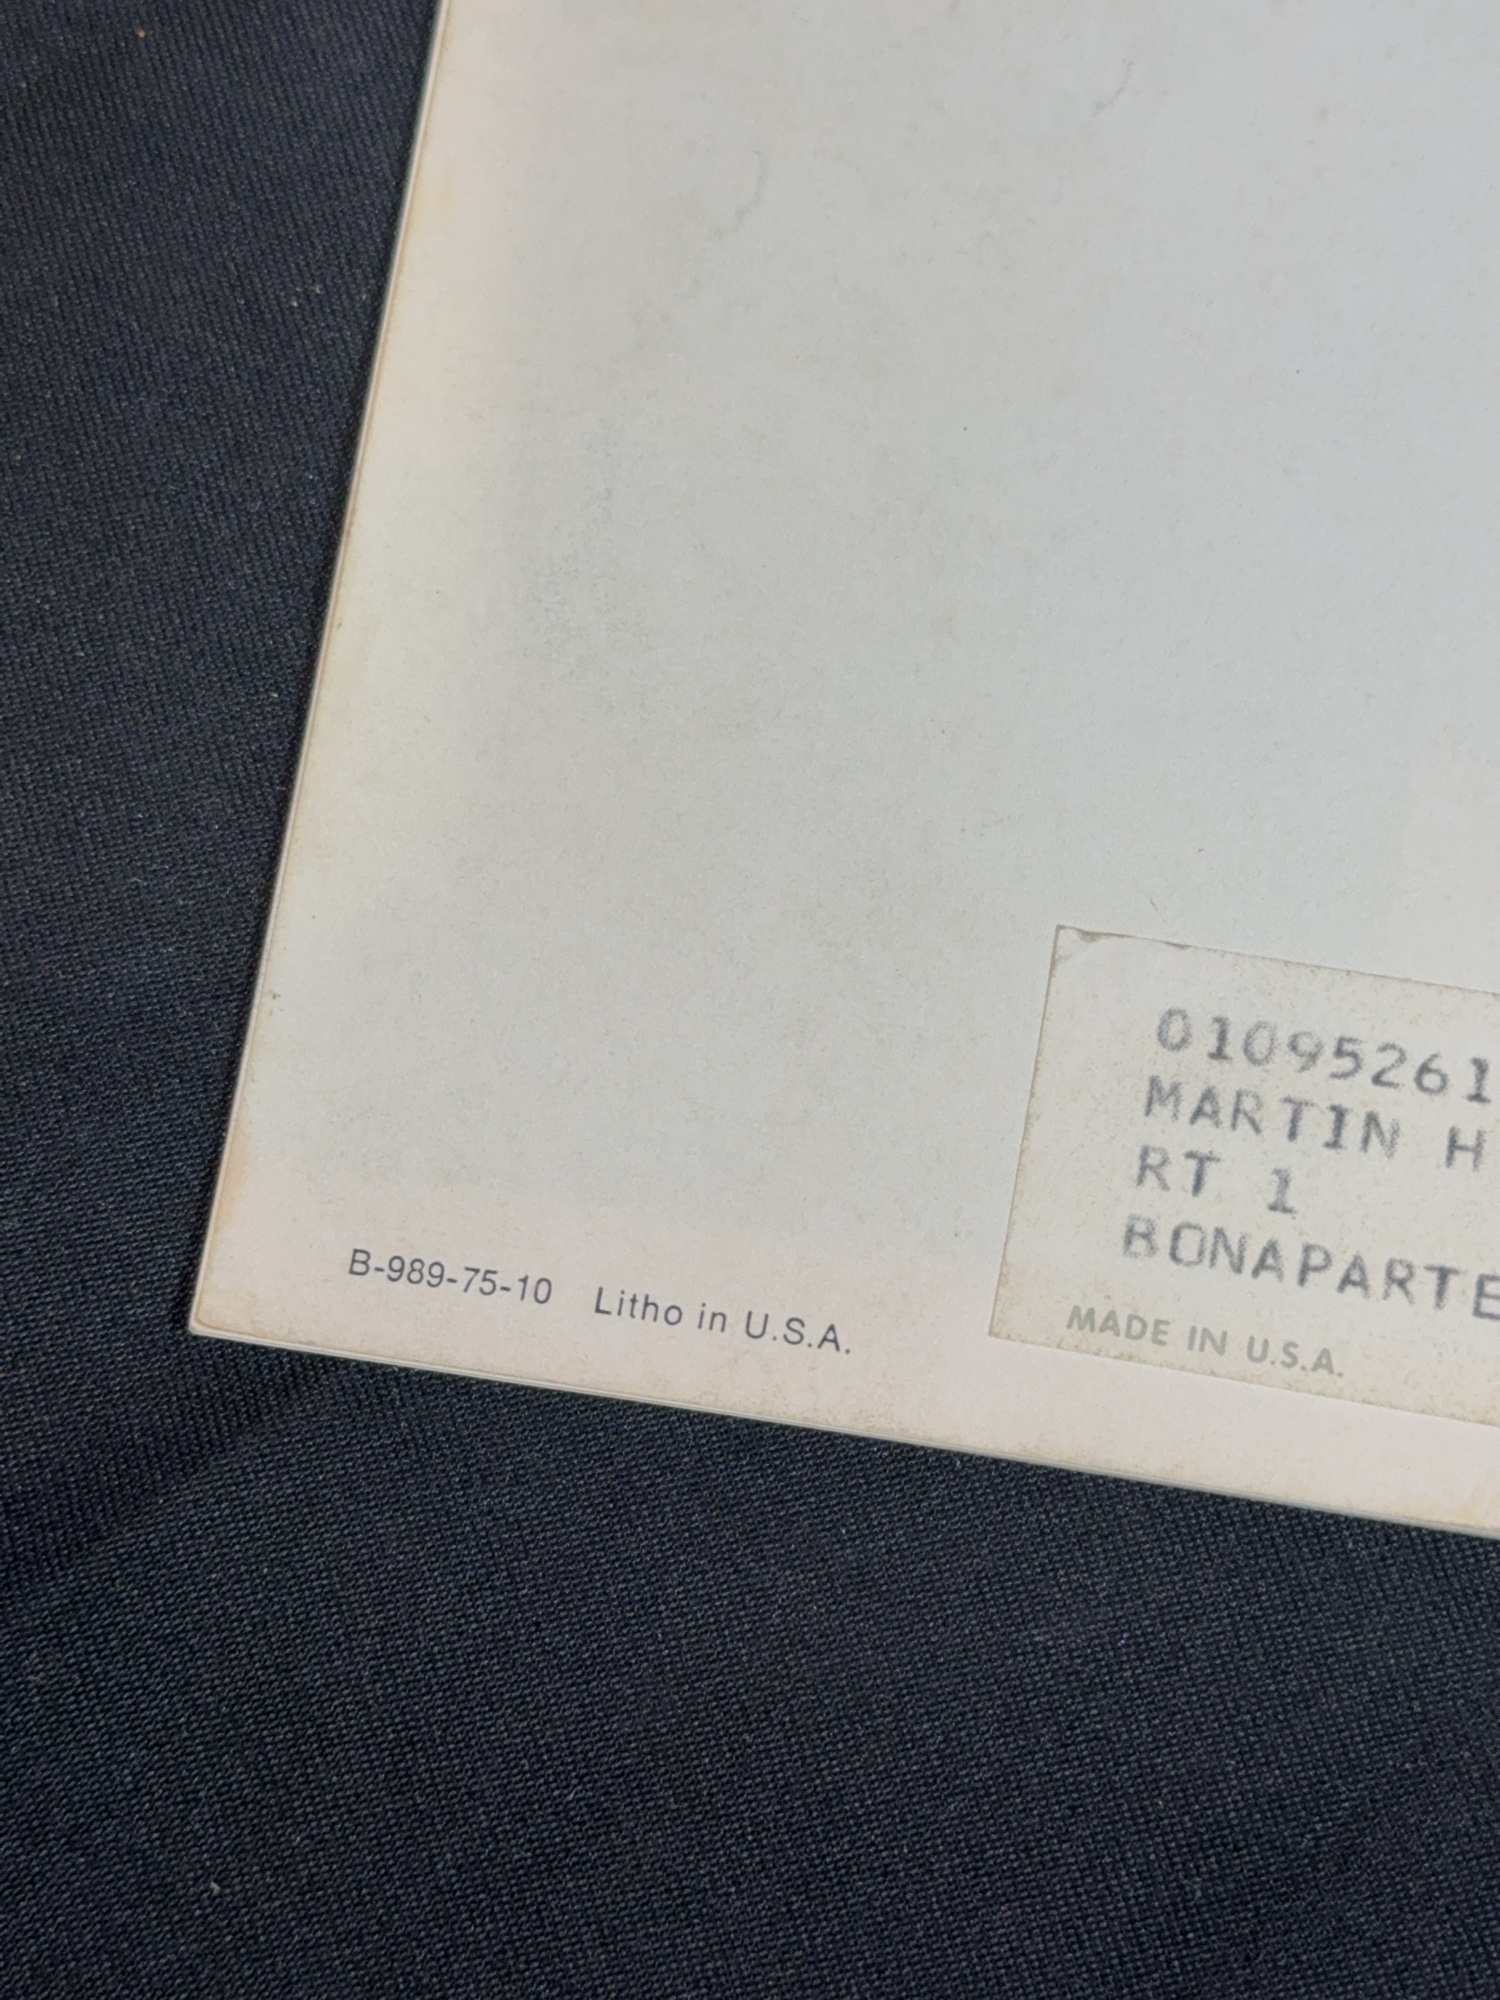 B-989-75-10 Litho in U.S.A.
01095261
MARTIN H
RT 1
BONAPARTE
MADE IN U.S.A.